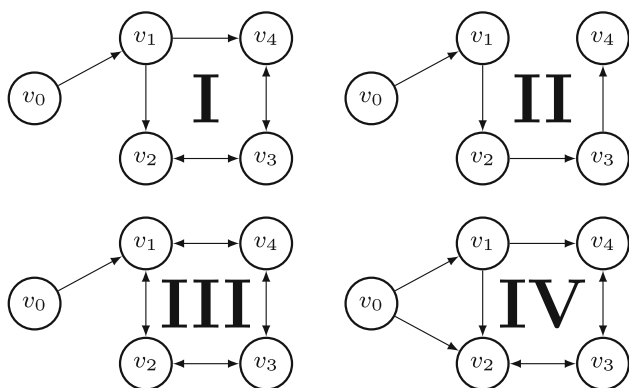 v₁ v₄ v₁ v₄
v₀ I v₀ II
v₂ v₃ v₂ v₃
v₁ v₄ v₁ v₄
v₀ III v₀ IV
v₂ v₃ v₂ v₃